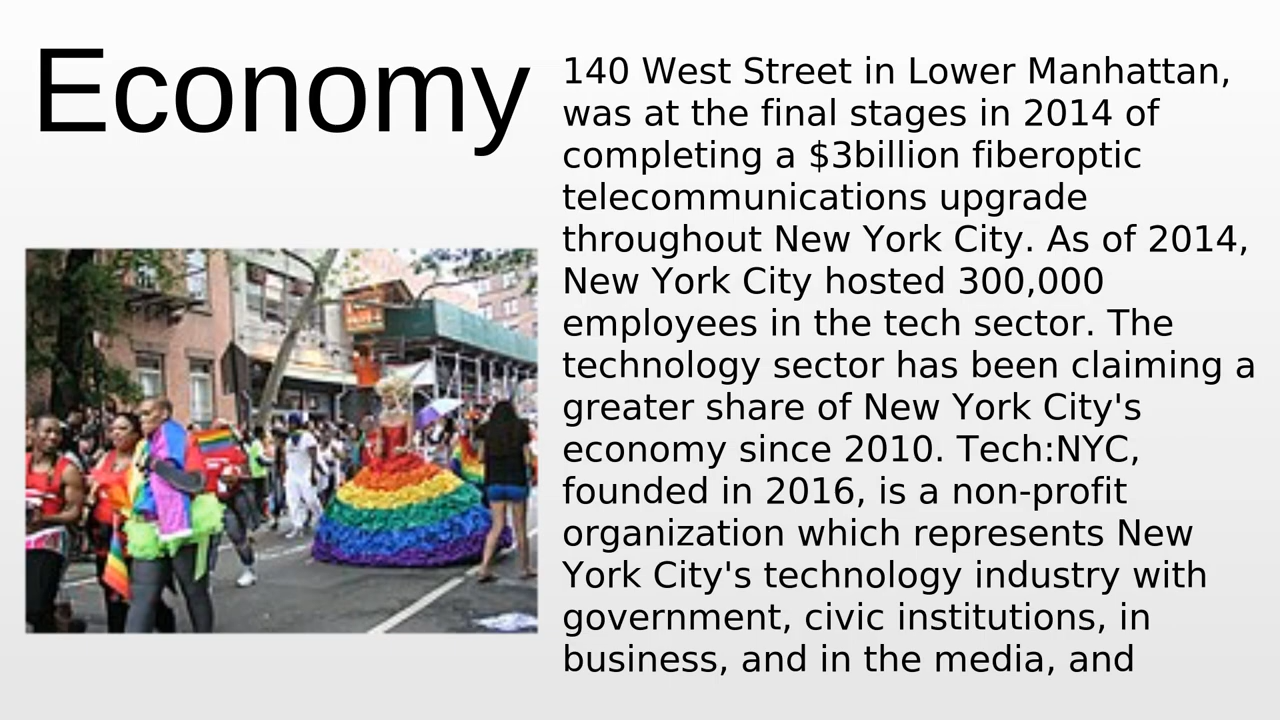 Economy
140 West Street in Lower Manhattan,
was at the final stages in 2014 of
completing a $3billion fiberoptic
telecommunications upgrade
throughout New York City. As of 2014,
New York City hosted 300,000
employees in the tech sector. The
technology sector has been claiming a
greater share of New York City's
economy since 2010. Tech:NYC,
founded in 2016, is a non-profit
organization which represents New
York City's technology industry with
government, civic institutions, in
business, and in the media, and